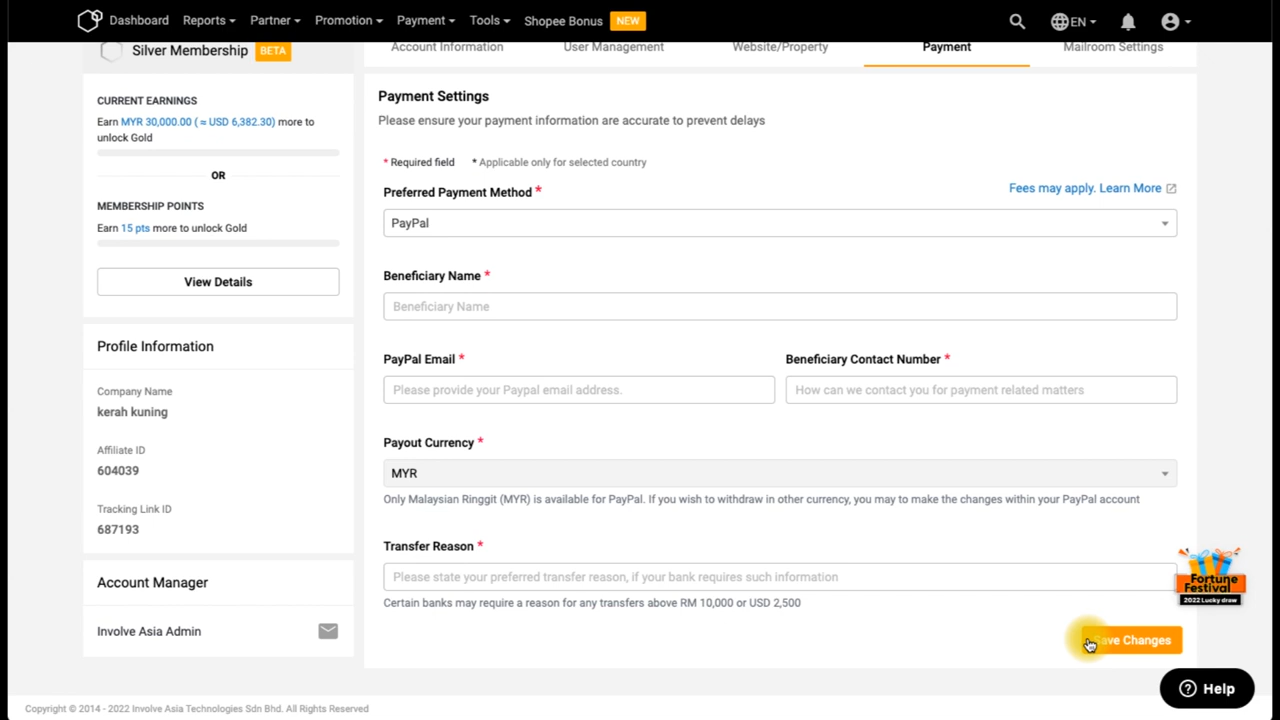 Dashboard Reports Partner Promotion Payment Tools Shopee Bonus NEW EN
Silver Membership BETA
Account Information User Management Website/Property Payment Mailroom Settings
CURRENT EARNINGS
Earn MYR 30,000.00 ( ≈ USD 6,382.30) more to
unlock Gold
OR
MEMBERSHIP POINTS
Earn 15 pts more to unlock Gold
View Details
Profile Information
Company Name
kerah kuning
Affiliate ID
604039
Tracking Link ID
687193
Account Manager
Involve Asia Admin
Payment Settings
Please ensure your payment information are accurate to prevent delays
* Required field * Applicable only for selected country
Preferred Payment Method *
Fees may apply. Learn More
PayPal
Beneficiary Name *
Beneficiary Name
PayPal Email * Beneficiary Contact Number *
Please provide your Paypal email address. How can we contact you for payment related matters
Payout Currency *
MYR
Only Malaysian Ringgit (MYR) is available for PayPal. If you wish to withdraw in other currency, you may to make the changes within your PayPal account
Transfer Reason *
Please state your preferred transfer reason, if your bank requires such information
Certain banks may require a reason for any transfers above RM 10,000 or USD 2,500
Fortune
Festival
2022 Lucky draw
Save Changes
Help
Copyright © 2014 - 2022 Involve Asia Technologies Sdn Bhd. All Rights Reserved